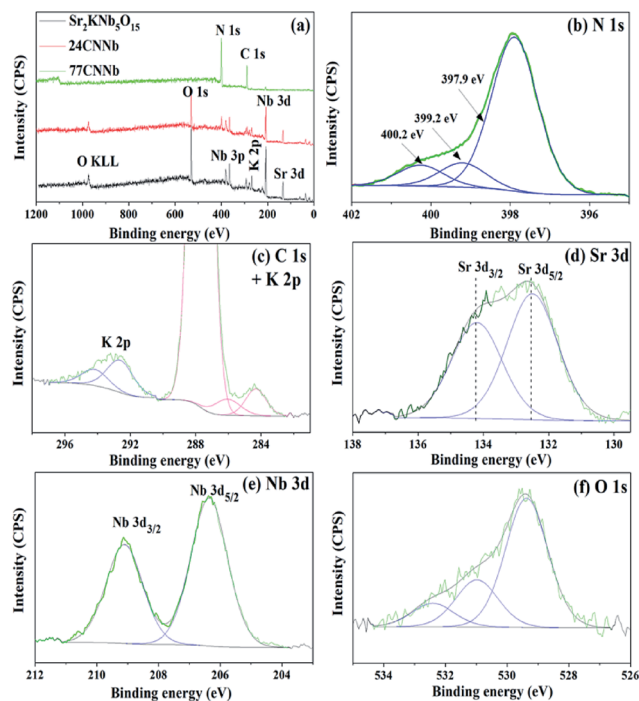 (a)
Sr₂KNb₅O₁₅
24CNNb
77CNNb
N 1s
C 1s
O 1s
Nb 3d
O KLL
Nb 3p
K 2p
Sr 3d
Intensity (CPS)
1200 1000 800 600 400 200 0
Binding energy (eV)
(b) N 1s
397.9 eV
399.2 eV
400.2 eV
Intensity (CPS)
402 400 398 396
Binding energy (eV)
(c) C 1s
+ K 2p
K 2p
Intensity (CPS)
296 292 288 284
Binding energy (eV)
(d) Sr 3d
Sr 3d₃/₂ Sr 3d₅/₂
Intensity (CPS)
138 136 134 132 130
Binding energy (eV)
(e) Nb 3d
Nb 3d₅/₂
Nb 3d₃/₂
Intensity (CPS)
212 210 208 206 204
Binding energy (eV)
(f) O 1s
Intensity (CPS)
534 532 530 528 526
Binding energy (eV)